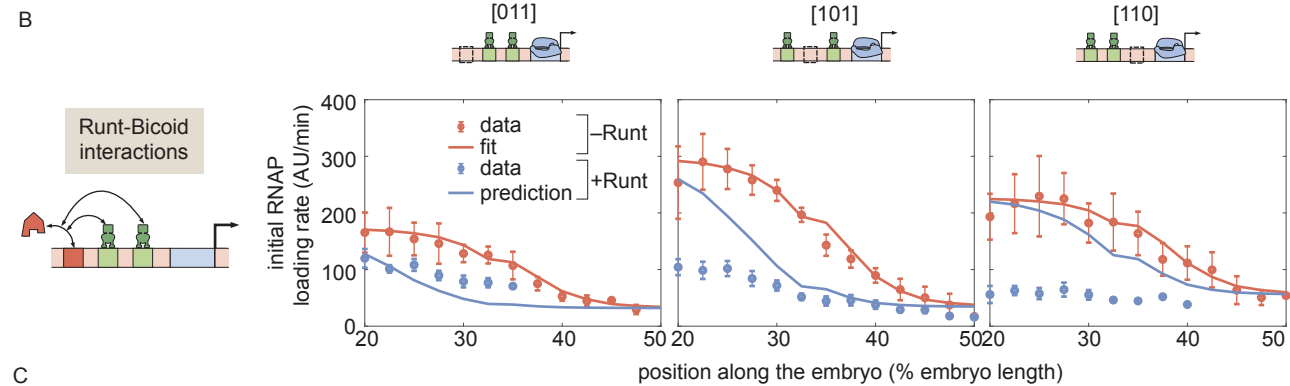 B
[011]
[101]
[110]
Runt-Bicoid
interactions
initial RNAP
loading rate (AU/min)
400
300
200
100
0
data
fit
–Runt
data
prediction
+Runt
20
30
40
50
20
30
40
50
20
30
40
50
position along the embryo (% embryo length)
C